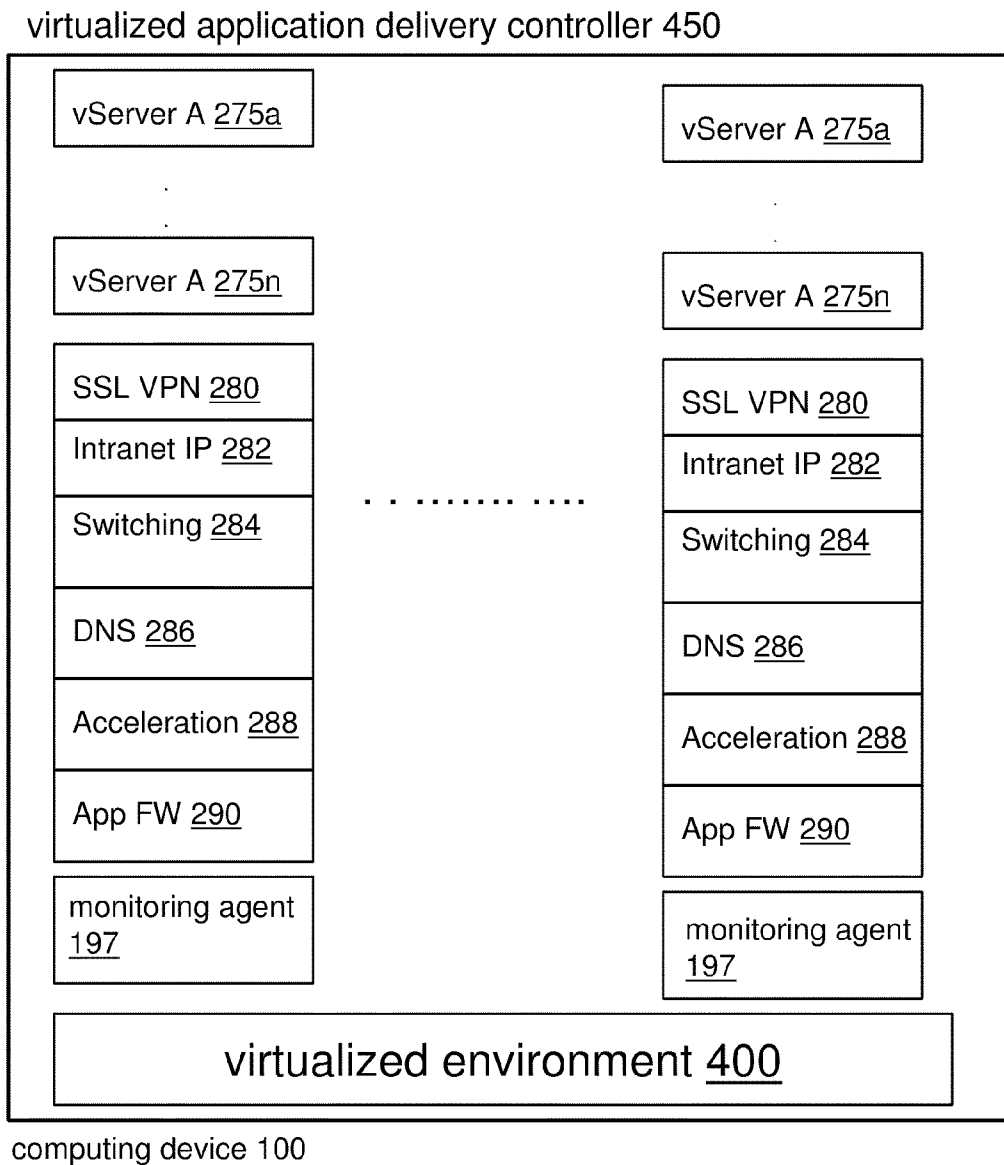 virtualized application delivery controller 450
vServer A 275a
vServer A 275n
SSL VPN 280
Intranet IP 282
Switching 284
DNS 286
Acceleration 288
App FW 290
monitoring agent
197
vServer A 275a
vServer A 275n
SSL VPN 280
Intranet IP 282
Switching 284
DNS 286
Acceleration 288
App FW 290
monitoring agent
197
virtualized environment 400
computing device 100